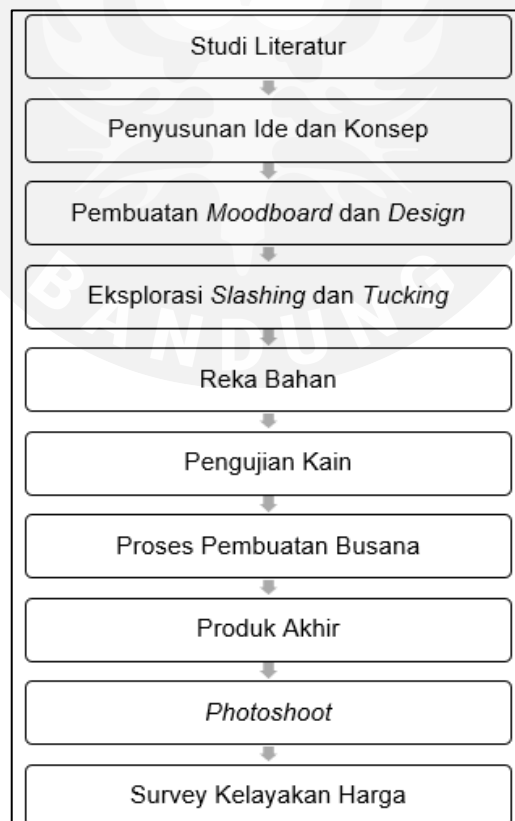 Studi Literatur
Penyusunan Ide dan Konsep
Pembuatan Moodboard dan Design
Eksplorasi Slashing dan Tucking
BANDUNG
Reka Bahan
Pengujian Kain
Proses Pembuatan Busana
Produk Akhir
Photoshoot
Survey Kelayakan Harga